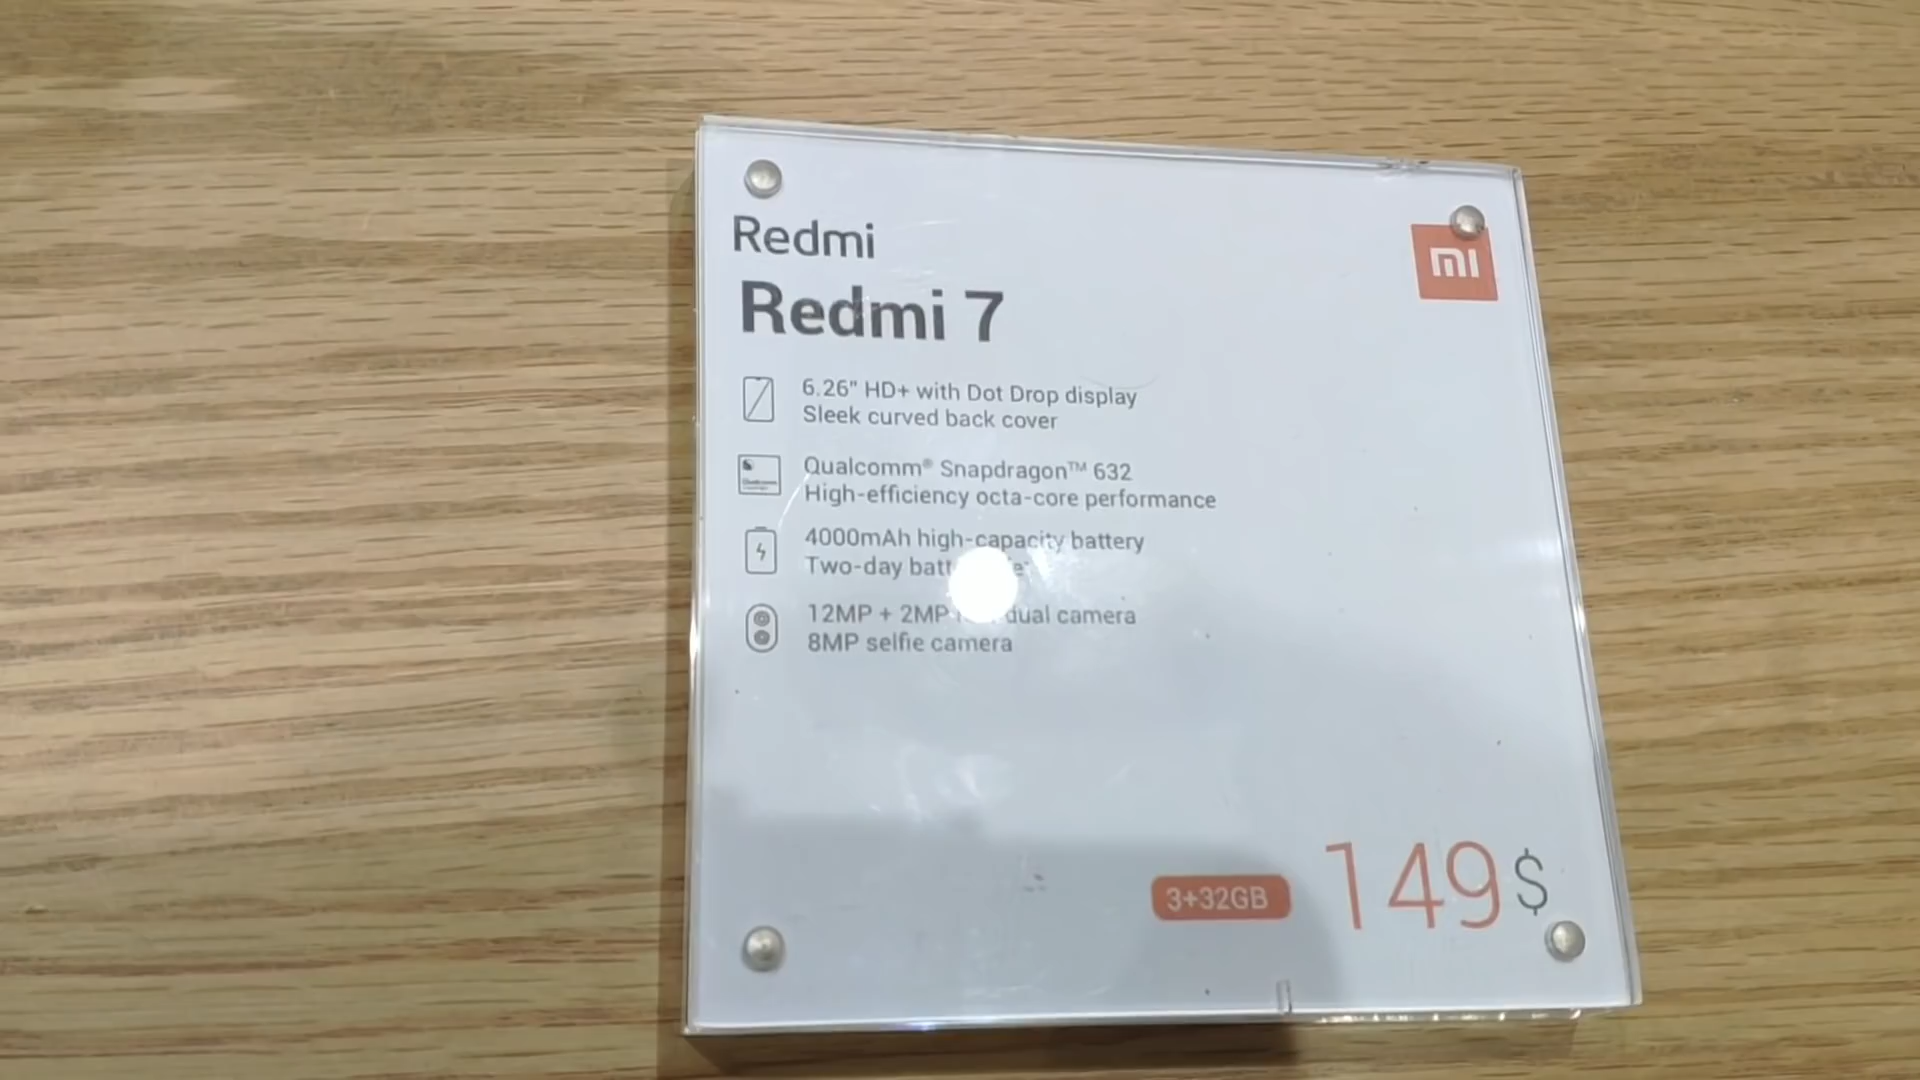 Redmi
mi
Redmi 7
6.26" HD+ with Dot Drop display
Sleek curved back cover
Qualcomm® Snapdragon™ 632
High-efficiency octa-core performance
4000mAh high-capacity battery
Two-day
12MP + 2MP dual camera
8MP selfie camera
3+32GB
149$